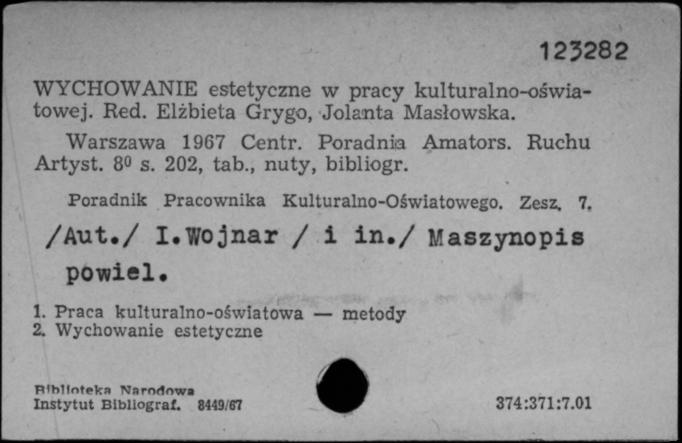 123282
WYCHOWANIE estetyczne w pracy kulturalno-oświa-
towej. Red. Elżbieta Grygo, Jolanta Masłowska.
Warszawa 1967 Centr. Poradnia Amators. Ruchu
Artyst. 8º s. 202, tab., nuty, bibliogr.
Poradnik Pracownika Kulturalno-Oświatowego. Zesz. 7.
/Aut./ I.Wojnar / i in./ Maszynopis
powiel.
1. Praca kulturalno-oświatowa — metody
2. Wychowanie estetyczne
Biblioteka Narodowa
Instytut Bibliograf. 8449/67
374:371:7.01